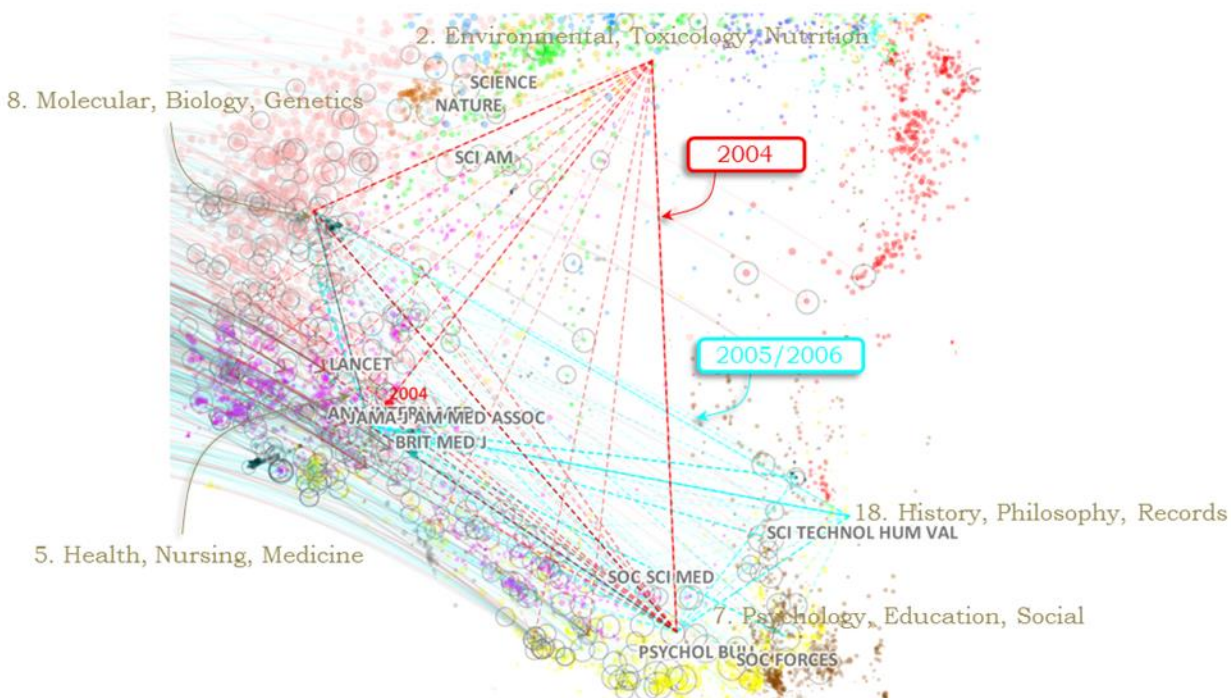 2. Environmental, Toxicology, Nutrition
SCIENCE
8. Molecular, Biology, Genetics
NATURE
2004
SCI AM
2005/2006
LANCET
2004
JAMA-J AM MED ASSOC
BRIT MED J
18. History, Philosophy, Records
SCI TECHNOL HUM VAL
5. Health, Nursing, Medicine
SOC SCI MED
7. Psychology, Education, Social
PSYCHOL BULL
SOC FORCES